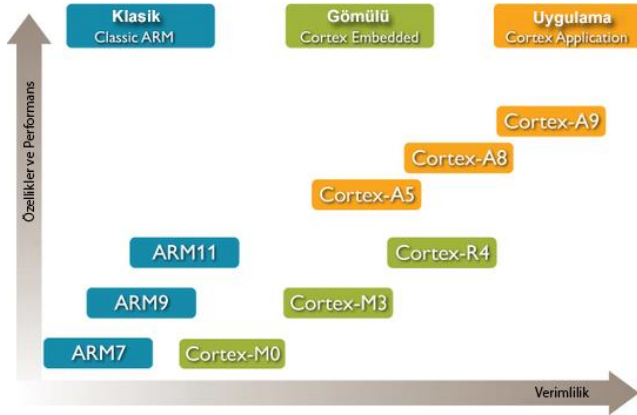 Klasik
Classic ARM
Gömülü
Cortex Embedded
Uygulama
Cortex Application
Özellikler ve Performans
Cortex-A9
Cortex-A8
Cortex-A5
ARM11
Cortex-R4
ARM9
Cortex-M3
ARM7
Cortex-M0
Verimlilik